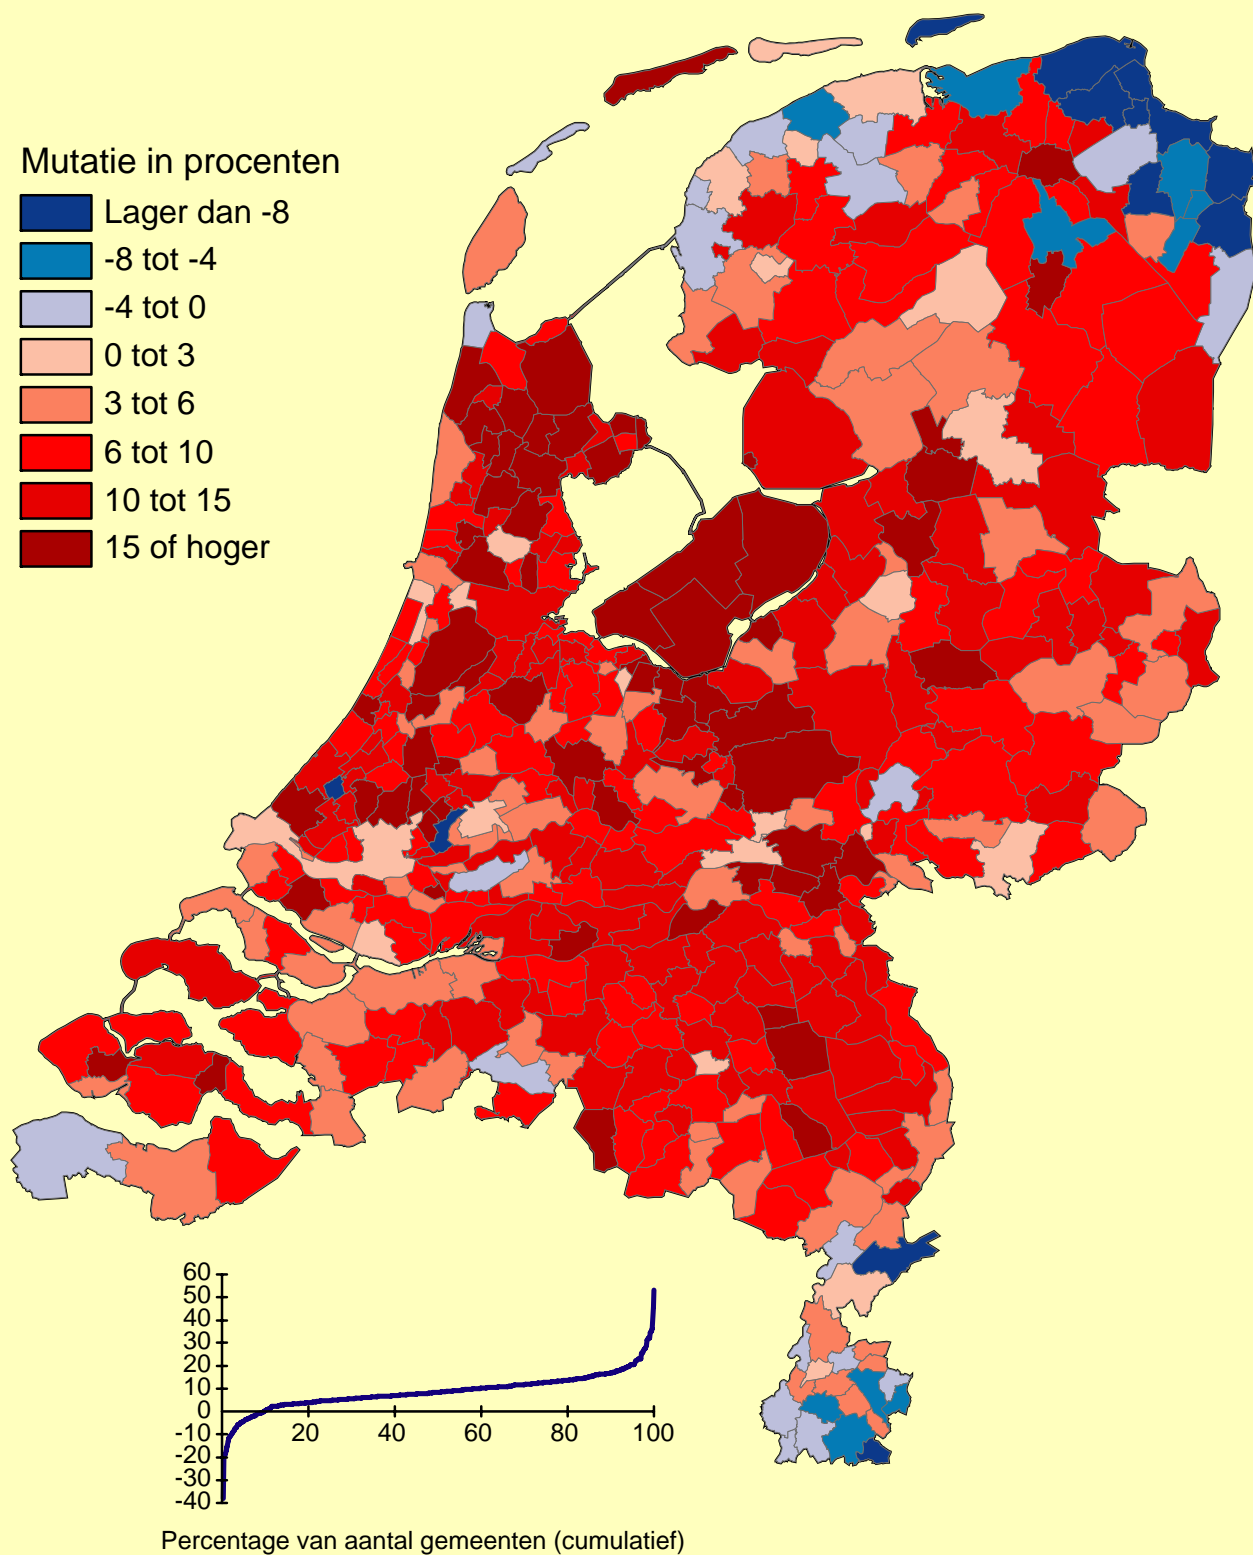 Mutatie in procenten
Lager dan -8
-8 tot -4
-4 tot 0
0 tot 3
3 tot 6
6 tot 10
10 tot 15
15 of hoger
60
50
40
30
20
10
0
-10
-20
-30
-40
20 40 60 80 100
Percentage van aantal gemeenten (cumulatief)